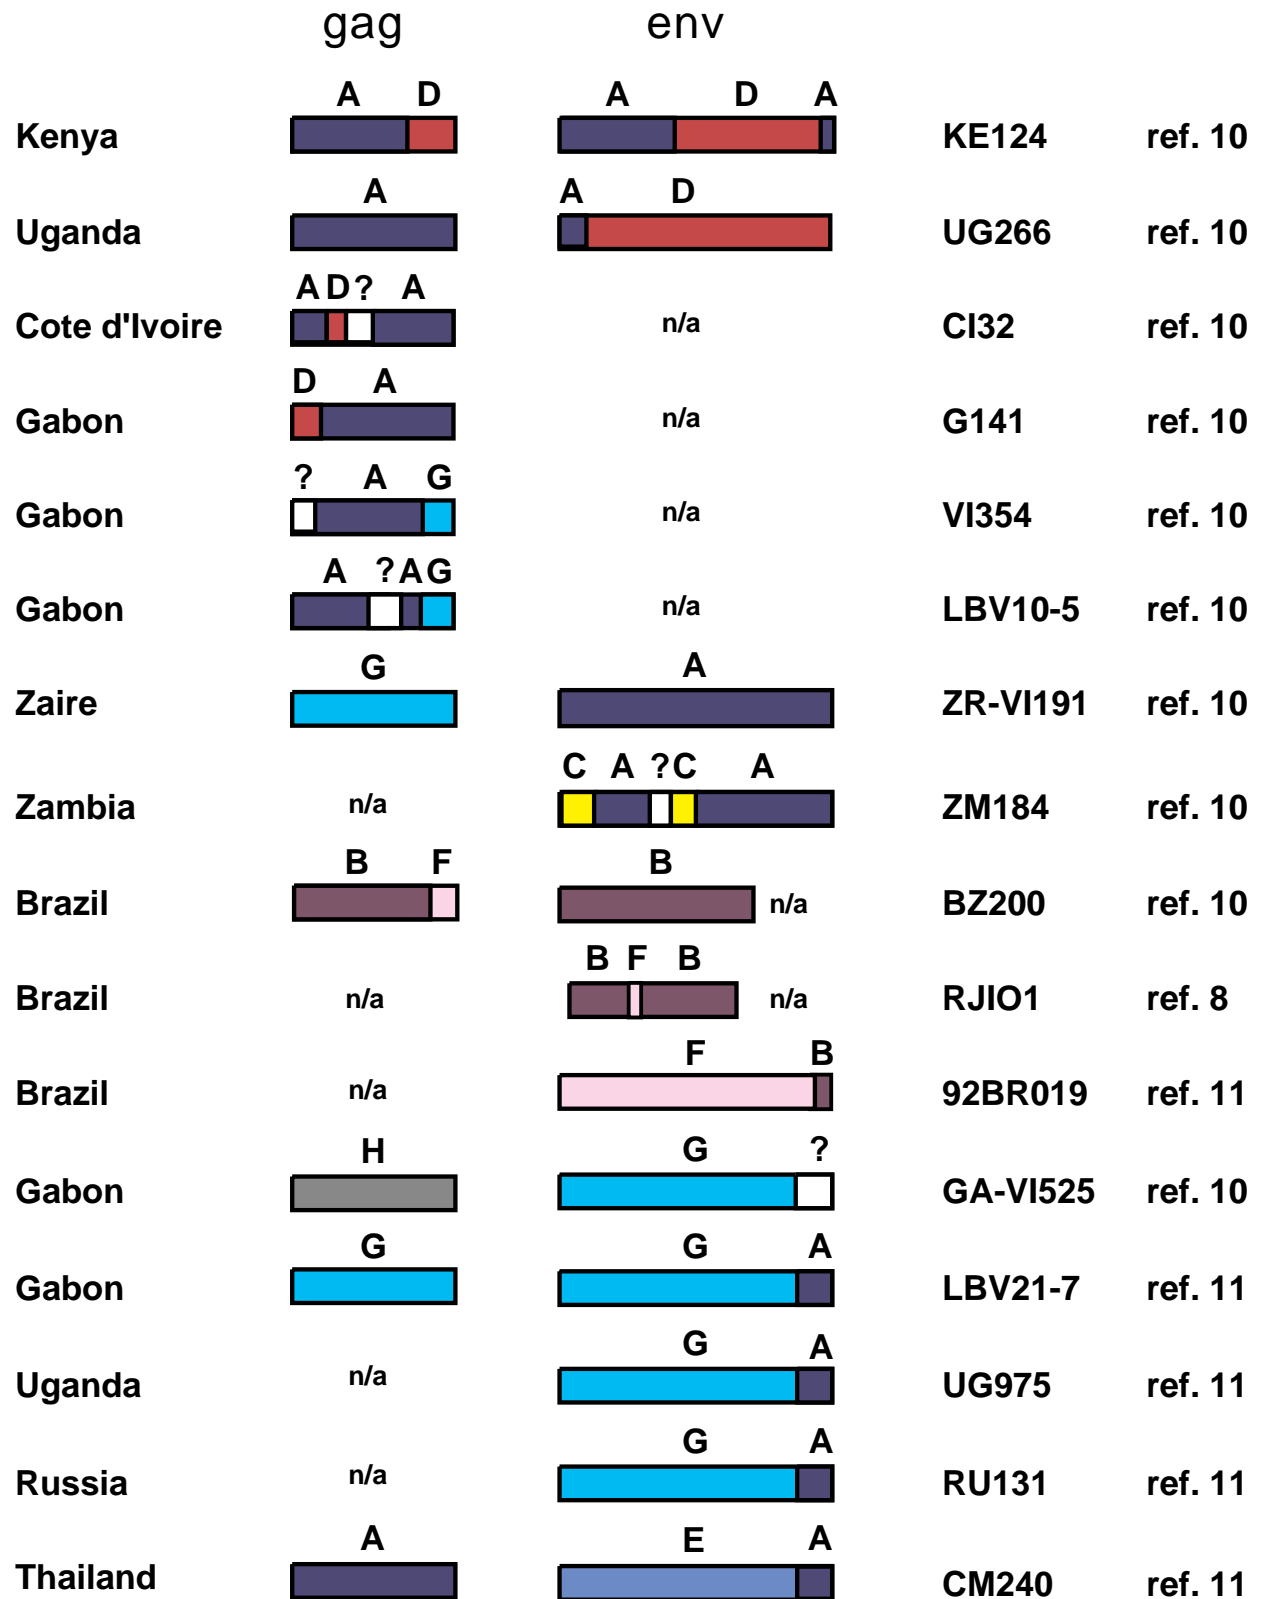 gag env
A D A D A
Kenya KE124 ref. 10
A A D
Uganda UG266 ref. 10
A D ? A
Cote d'Ivoire n/a CI32 ref. 10
D A
Gabon n/a G141 ref. 10
? A G
Gabon n/a VI354 ref. 10
A ? A G
Gabon n/a LBV10-5 ref. 10
G A
Zaire ZR-VI191 ref. 10
C A ? C A
Zambia n/a ZM184 ref. 10
B F B
Brazil n/a BZ200 ref. 10
B F B
Brazil n/a n/a RJIO1 ref. 8
F B
Brazil n/a 92BR019 ref. 11
H G ?
Gabon GA-VI525 ref. 10
G G A
Gabon LBV21-7 ref. 11
G A
Uganda n/a UG975 ref. 11
G A
Russia n/a RU131 ref. 11
A E A
Thailand CM240 ref. 11